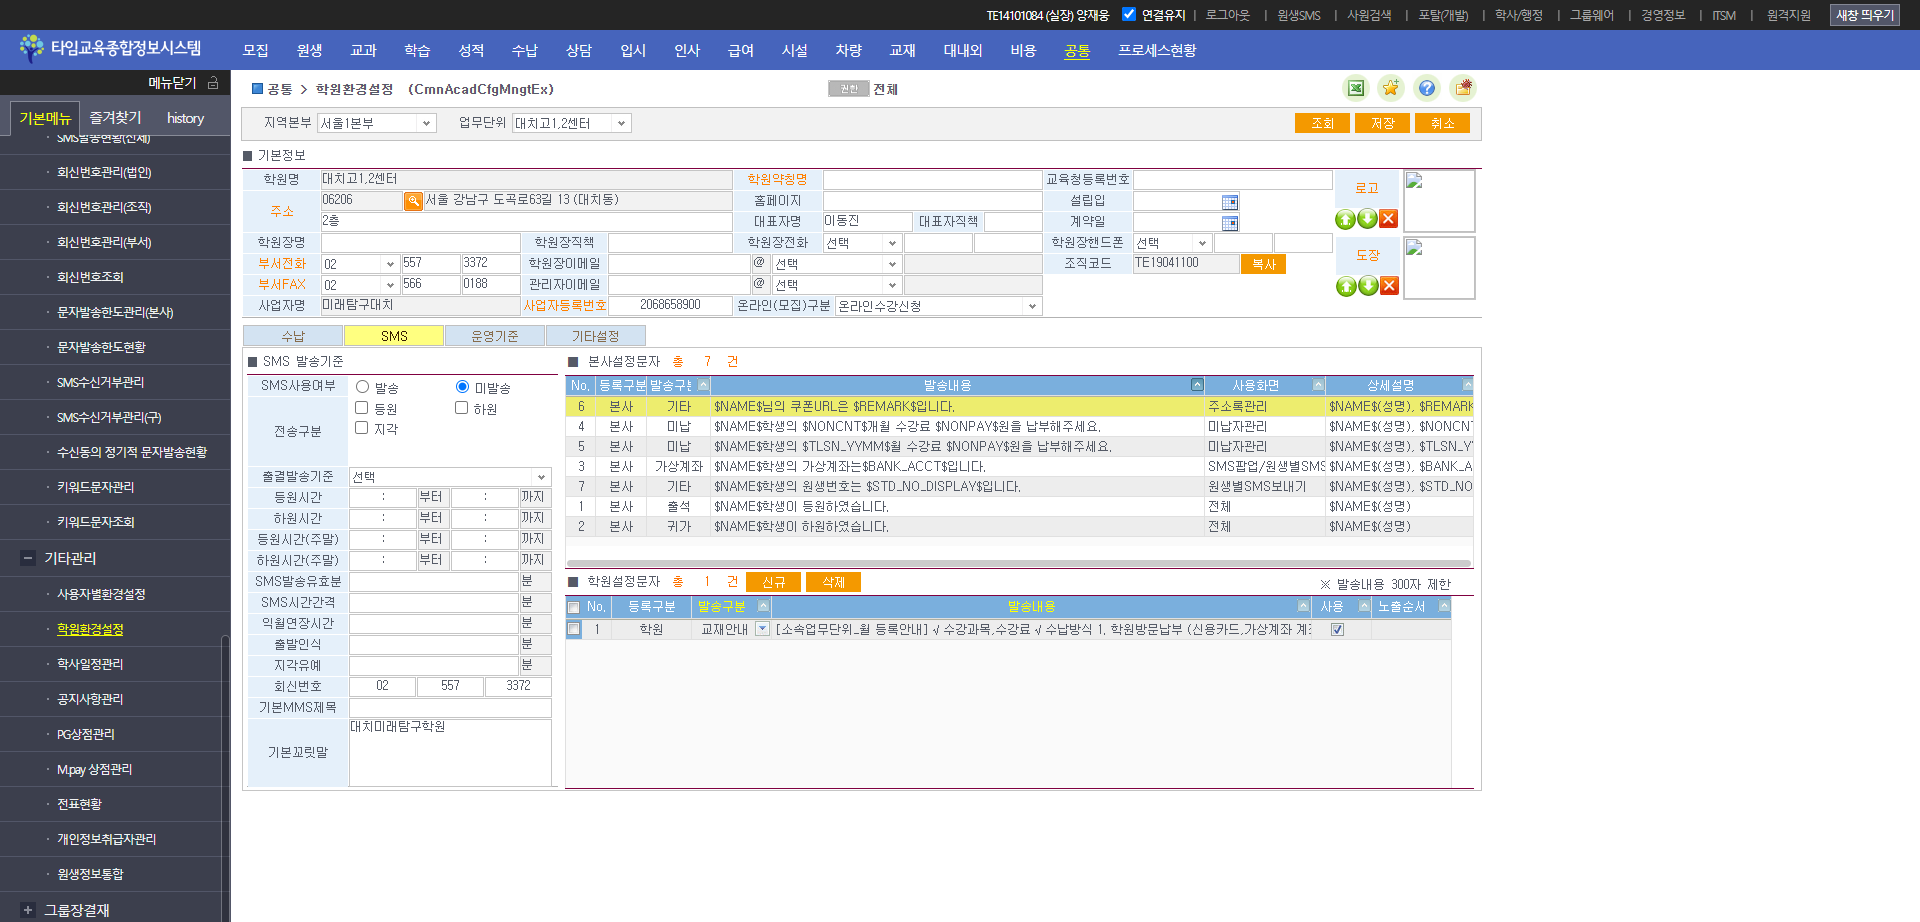 TE14101084 (실장) 양재웅 연결유지 | 로그아웃 | 원생SMS | 사원검색 | 포탈(개발) | 학사/행정 | 그룹웨어 | 경영정보 | ITSM | 원격지원 새창 띄우기
타임교육종합정보시스템 모집 원생 교과 학습 성적 수납 상담 입시 인사 급여 시설 차량 교재 대내외 비용 공통 프로세스현황
메뉴닫기
기본메뉴 즐겨찾기 history
SMS발송현황(전체)
회신번호관리(법인)
회신번호관리(조직)
회신번호관리(부서)
회신번호조회
문자발송한도관리(본사)
문자발송한도현황
SMS수신거부관리
SMS수신거부관리(구)
수신동의 정기적 문자발송현황
키워드문자관리
키워드문자조회
기타관리
사용자별환경설정
학원환경설정
학사일정관리
공지사항관리
PG상점관리
M.pay 상점관리
전표현황
개인정보취급자관리
원생정보통합
그룹장결재
공통 > 학원환경설정 (CmnAcadCfgMngtEx) 권한 전체
지역본부 서울1본부 업무단위 대치고1,2센터 조회 저장 취소
기본정보
학원명 대치고1,2센터 학원약칭명 교육청등록번호 로고
주소 06206 서울 강남구 도곡로63길 13 (대치동) 홈페이지 설립일
2층 대표자명 이동진 대표자직책 계약일
학원장명 학원장직책 학원장전화 선택 학원장핸드폰 선택 도장
부서전화 02 557 3372 학원장이메일 @ 선택 조직코드 TE19041100 복사
부서FAX 02 566 0188 관리자이메일 @ 선택
사업자명 미래탐구대치 사업자등록번호 2068658900 온라인(모집)구분 온라인수강신청
수납 SMS 운영기준 기타설정
SMS 발송기준
SMS사용여부 발송 미발송
전송구분 등원 하원
지각
출결발송기준 선택
등원시간 : 부터 : 까지
하원시간 : 부터 : 까지
등원시간(주말) : 부터 : 까지
하원시간(주말) : 부터 : 까지
SMS발송유효분 분
SMS시간간격 분
익월연장시간 분
출발인식 분
지각유예 분
회신번호 02 557 3372
기본MMS제목
기본꼬릿말 대치미래탐구학원
본사설정문자 총 7 건
No. 등록구분 발송구분 발송내용 사용화면 상세설명
6 본사 기타 $NAME$님의 쿠폰URL은 $REMARK$입니다. 주소록관리 $NAME$(성명), $REMARK
4 본사 미납 $NAME$학생의 $NONCNT$개월 수강료 $NONPAY$원을 납부해주세요. 미납자관리 $NAME$(성명), $NONCNT
5 본사 미납 $NAME$학생의 $TLSN_YYMM$월 수강료 $NONPAY$원을 납부해주세요. 미납자관리 $NAME$(성명), $TLSN_Y
3 본사 가상계좌 $NAME$학생의 가상계좌는$BANK_ACCT$입니다. SMS팝업/원생별SMS $NAME$(성명), $BANK_A
7 본사 기타 $NAME$학생의 원생번호는 $STD_NO_DISPLAY$입니다. 원생별SMS보내기 $NAME$(성명), $STD_NO
1 본사 출석 $NAME$학생이 등원하였습니다. 전체 $NAME$(성명)
2 본사 귀가 $NAME$학생이 하원하였습니다. 전체 $NAME$(성명)
학원설정문자 총 1 건 신규 삭제 ※ 발송내용 300자 제한
No. 등록구분 발송구분 발송내용 사용 노출순서
1 학원 교재안내 [소속업무단위_월 등록안내] √ 수강과목,수강료 √ 수납방식 1. 학원방문납부 (신용카드,가상계좌 계